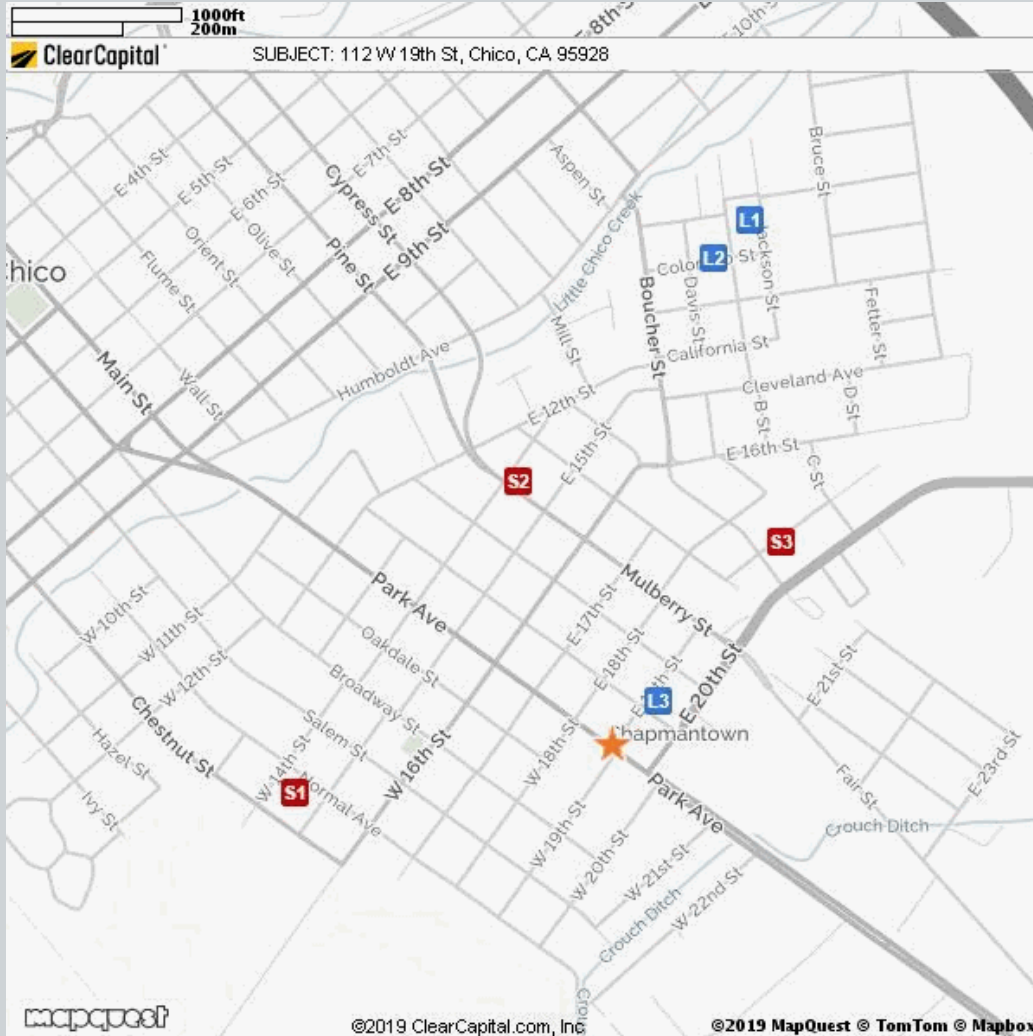 1000ft
200m
E-8th-St
E-10th-St
ClearCapital
SUBJECT: 112 W 19th St, Chico, CA 95928
E-4th-St
E-5th-St
E-6th-St
E-7th-St
Cypress-St
E-8th-St
Aspen-St
Bruce-St
Olive-St
Orient-St
Pine-St
E-9th-St
Little Chico Creek
L1
L2
Jackson-St
Chico
Flume-St
Boucher-St
Davis-St
Fetter-St
Mill-St
California-St
Main-St
Wall-St
Humboldt-Ave
Cleveland-Ave
E-12th-St
B-St
D-St
E-15th-St
E-16th-St
C-St
S2
S3
Park-Ave
Mulberry-St
W-10th-St
W-11th-St
W-12th-St
Oakdale-St
E-17th-St
E-18th-St
E-20th-St
E-21st-St
L3
Chapmantown
Broadway-St
Chestnut-St
Salem-St
W-16th-St
W-18th-St
Hazel-St
W-14th-St
S1
Normal-Ave
Park-Ave
E-23rd-St
Ivy-St
Fair-St
Crouch Ditch
W-19th-St
W-20th-St
W-21st-St
W-22nd-St
Crouch Ditch
mapquest
©2019 ClearCapital.com, Inc
©2019 MapQuest © TomTom © Mapbox